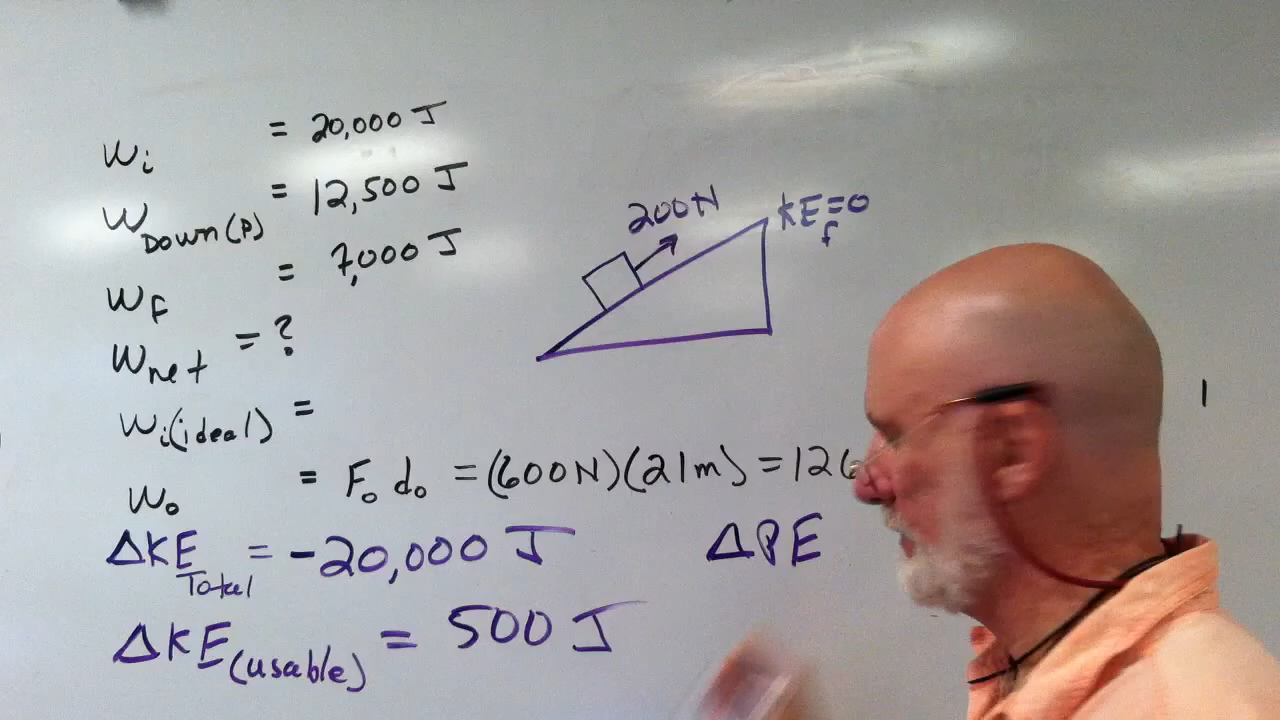 Wi = 20,000 J
WDown(P) = 12,500 J
WF = 7,000 J
Wnet = ?
Wi(ideal) =
Wo = Fo do = (600N)(21m) = 126
ΔKETotal = -20,000 J
ΔPE
ΔKE(usable) = 500 J
200N
KEf=0